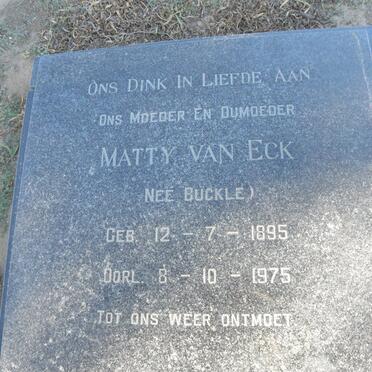 ONS DINK IN LIEFDE AAN
ONS MOEDER EN OUMOEDER
MATTY VAN ECK
NEE BUCKLE)
GEB. 12 - 7 - 1895
OORL. 8 - 10 - 1975
TOT ONS WEER ONTMOET